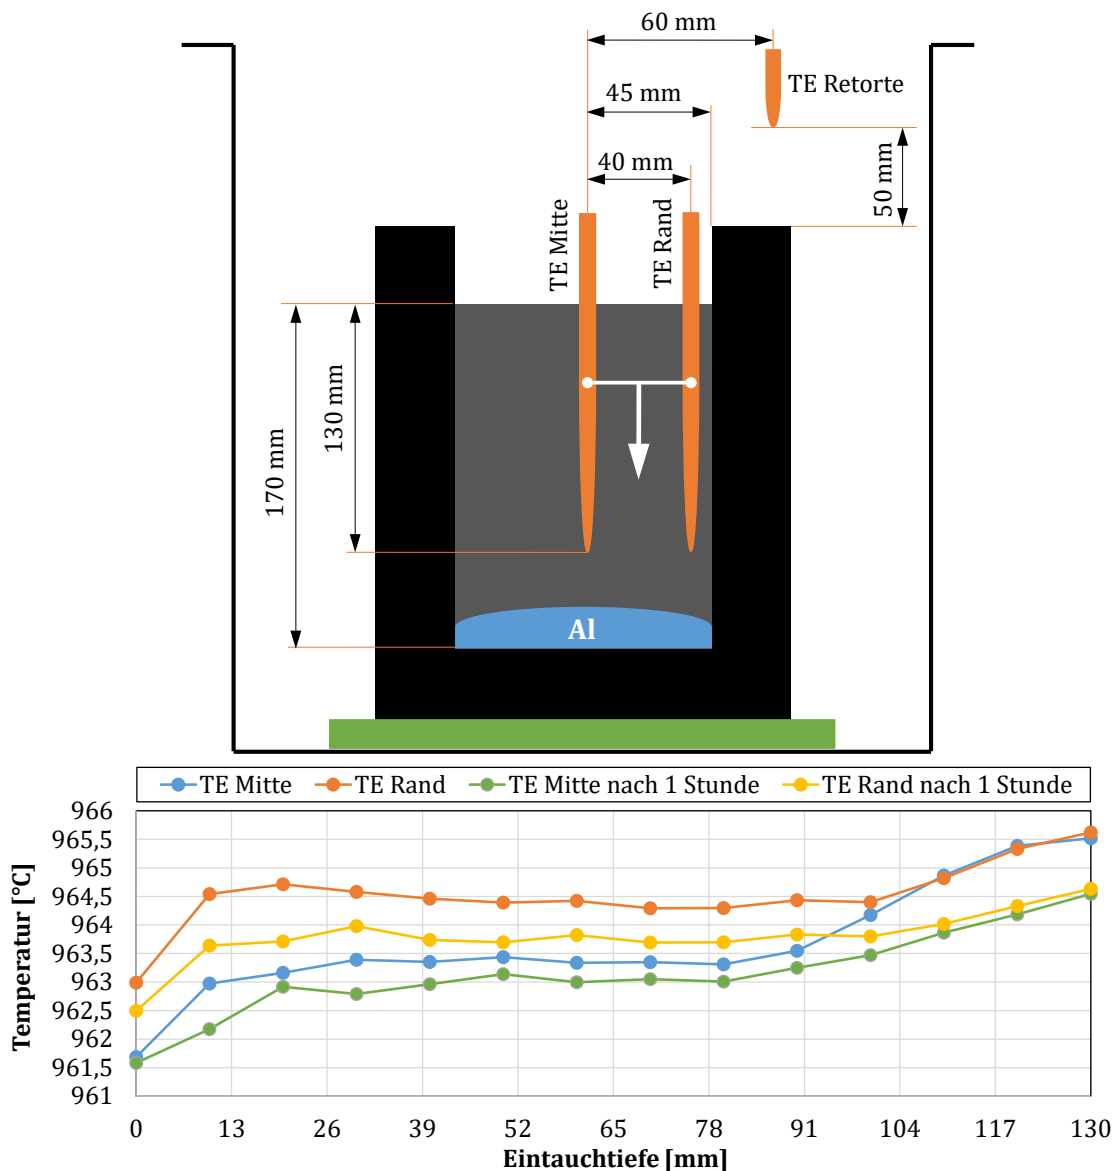 60 mm
TE Retorte
45 mm
40 mm
50 mm
TE Mitte
TE Rand
130 mm
170 mm
Al
TE Mitte TE Rand TE Mitte nach 1 Stunde TE Rand nach 1 Stunde
966
965,5
965
964,5
964
963,5
963
962,5
962
961,5
961
Temperatur [°C]
0 13 26 39 52 65 78 91 104 117 130
Eintauchtiefe [mm]